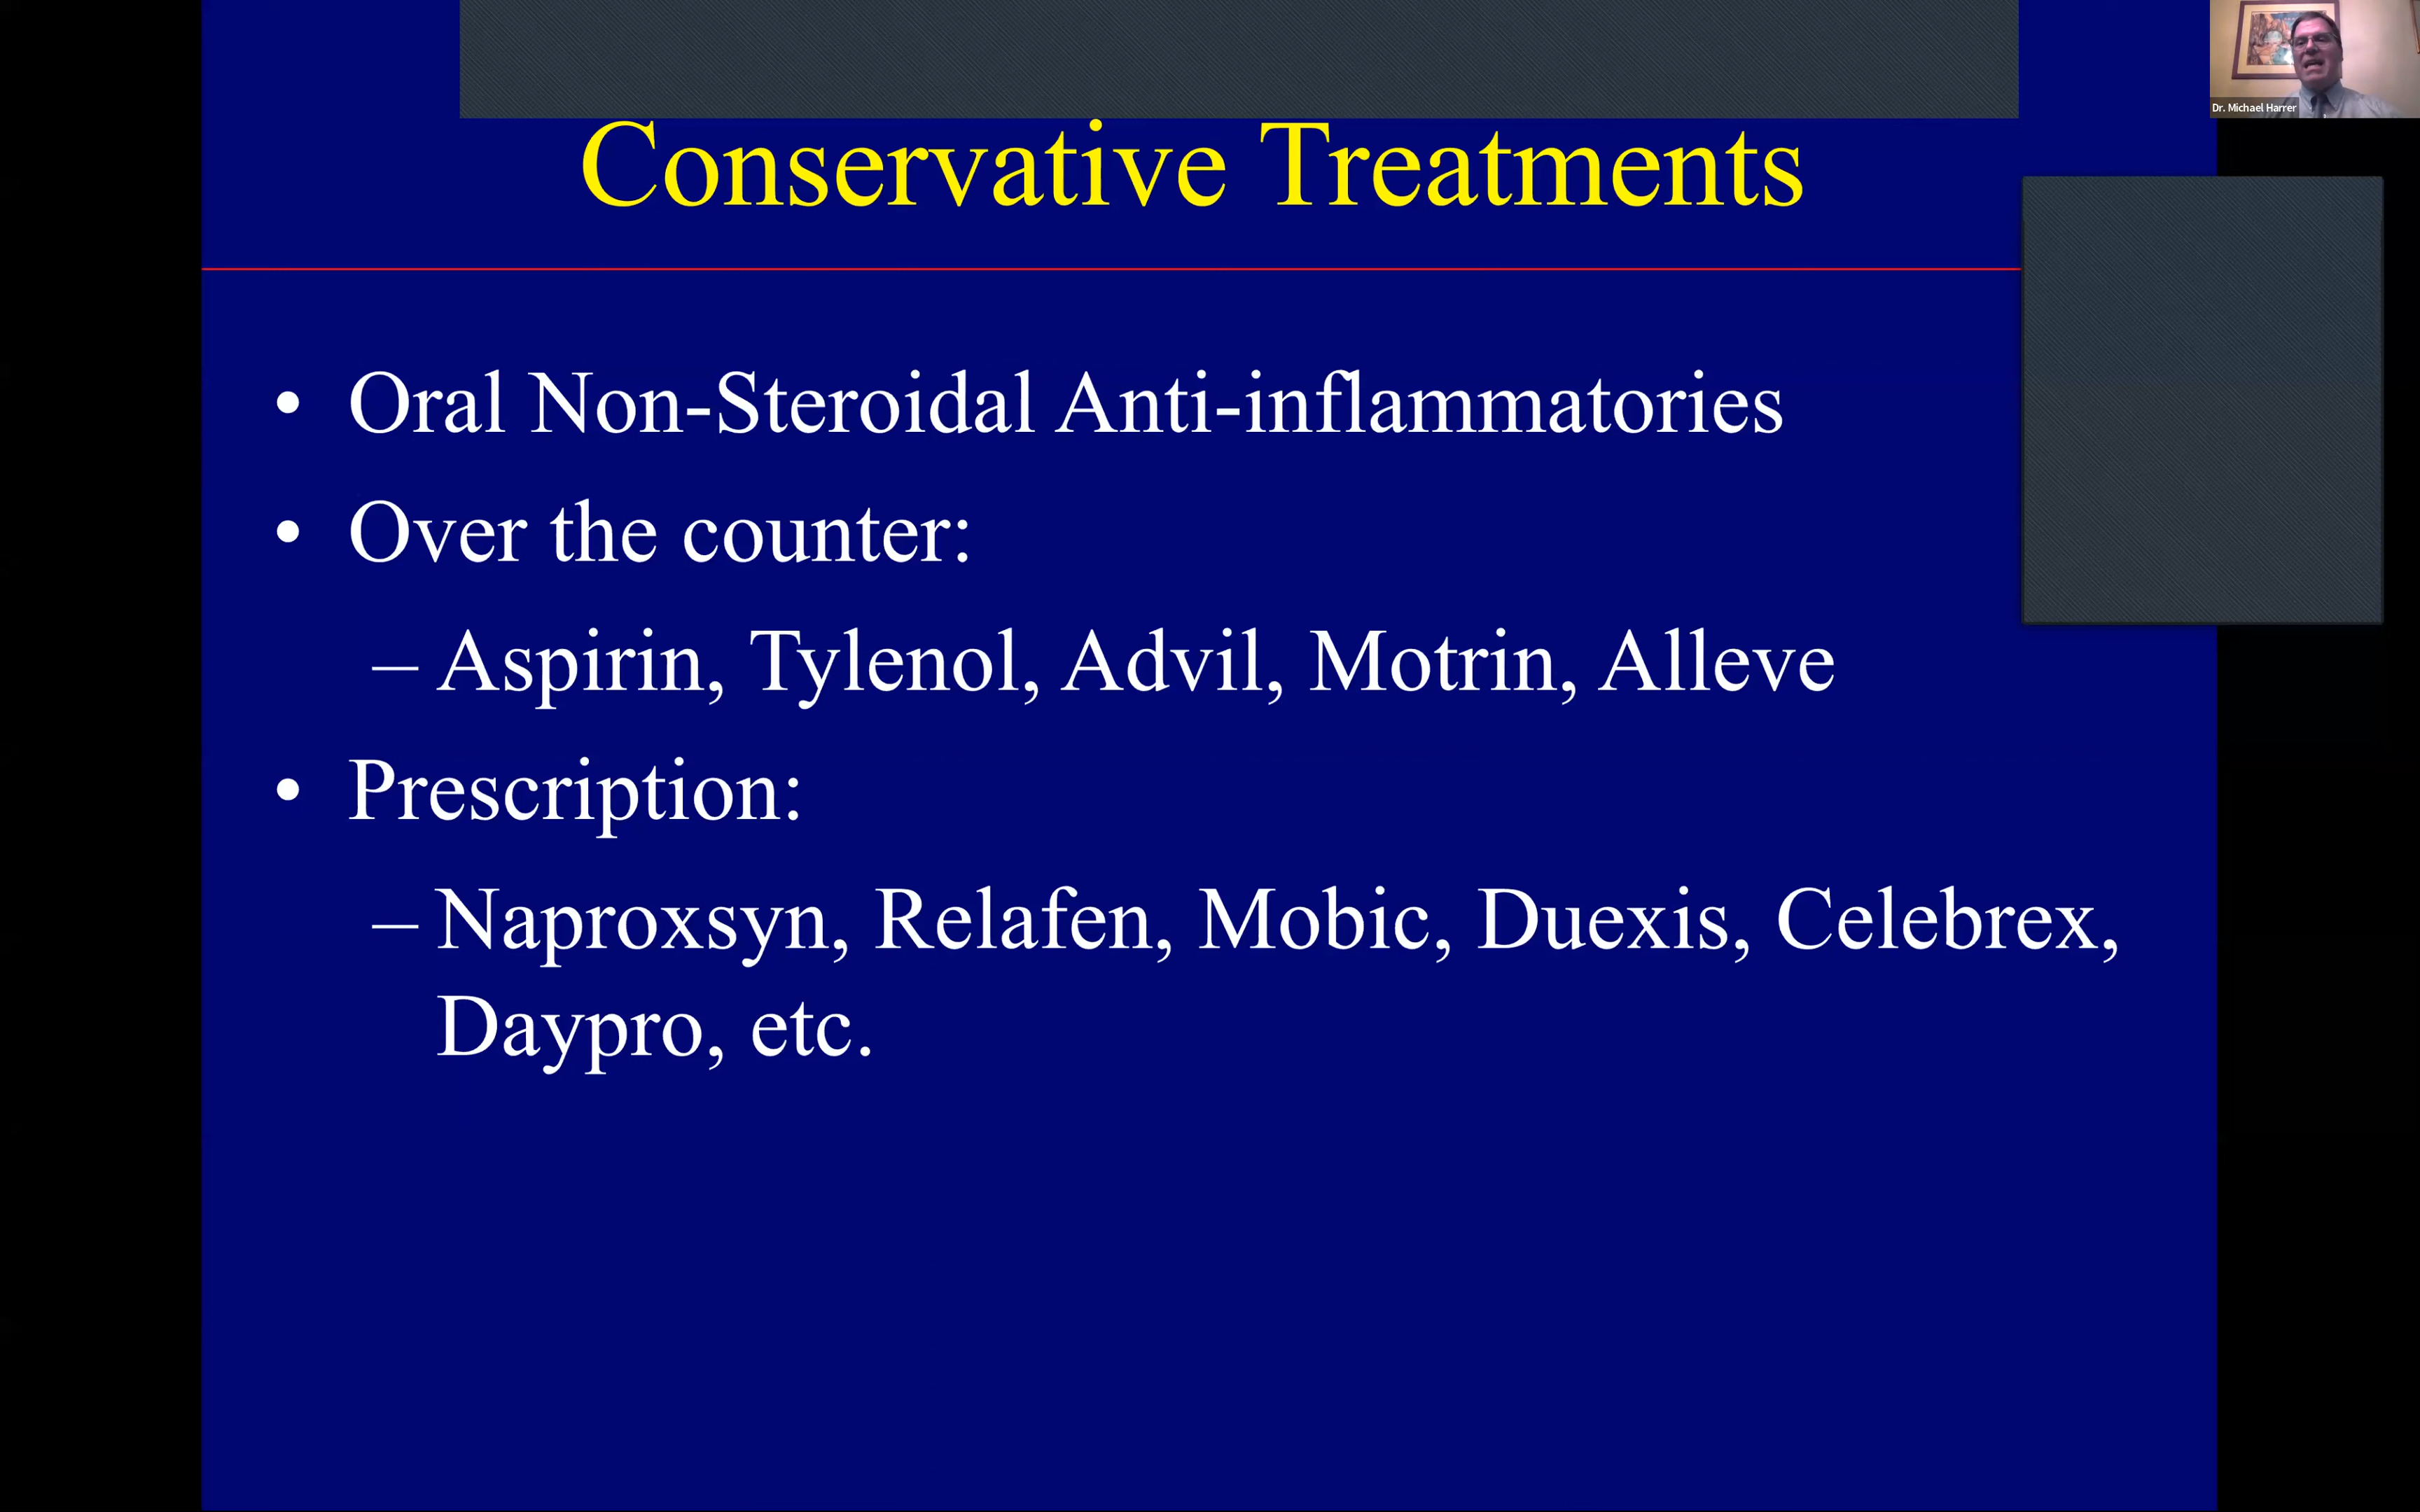 Dr. Michael Harrer
Conservative Treatments
• Oral Non-Steroidal Anti-inflammatories
• Over the counter:
– Aspirin, Tylenol, Advil, Motrin, Alleve
• Prescription:
– Naproxsyn, Relafen, Mobic, Duexis, Celebrex,
Daypro, etc.